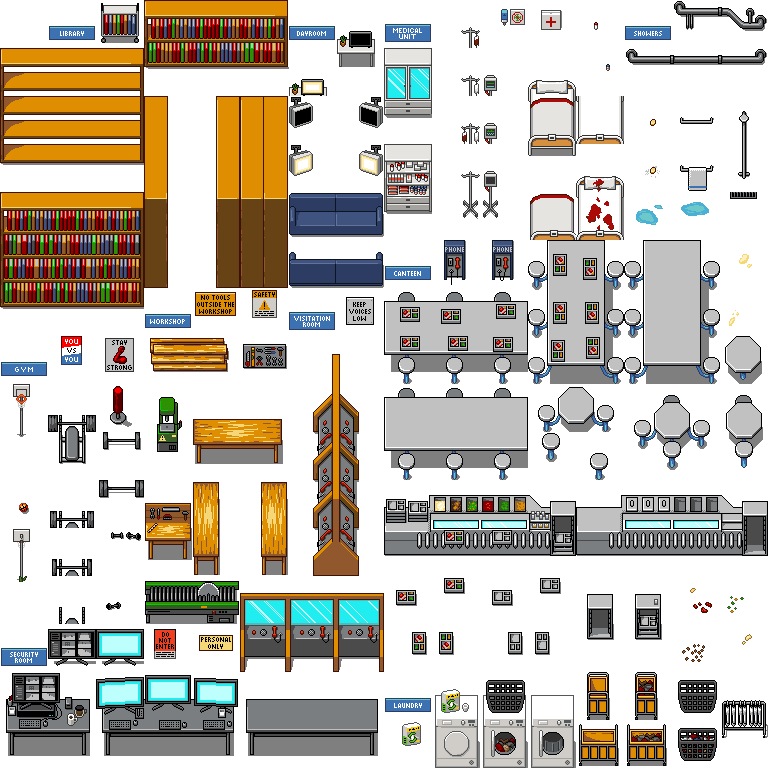 LIBRARY
DAYROOM
MEDICAL
UNIT
SHOWERS
PHONE
PHONE
CANTEEN
NO TOOLS
OUTSIDE THE
WORKSHOP
SAFETY
KEEP
VOICES
LOW
WORKSHOP
VISITATION
ROOM
YOU
VS
YOU
STAY
STRONG
GYM
000
DO
NOT
ENTER
PERSONAL
ONLY
SECURITY
ROOM
LAUNDRY